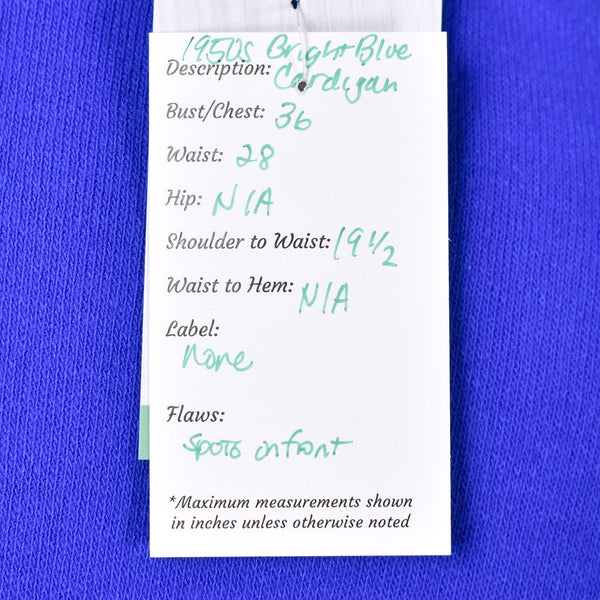 1950s Bright Blue
Description: Cardigan
Bust/Chest: 36
Waist: 28
Hip: N/A
Shoulder to Waist: 19 1/2
Waist to Hem: N/A
Label:
none
Flaws:
Spots on front
*Maximum measurements shown
in inches unless otherwise noted